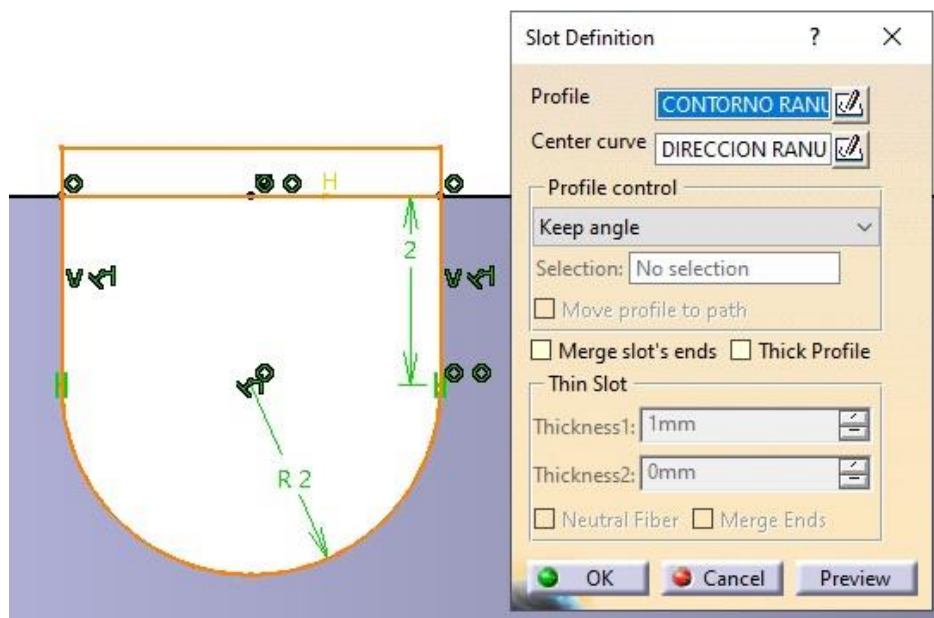 Slot Definition ? ×
Profile CONTORNO RANU
Center curve DIRECCION RANU
Profile control
Keep angle
Selection: No selection
Move profile to path
Merge slot's ends Thick Profile
Thin Slot
Thickness1: 1mm
Thickness2: 0mm
Neutral Fiber Merge Ends
OK Cancel Preview
H
2
V V
H H
R 2